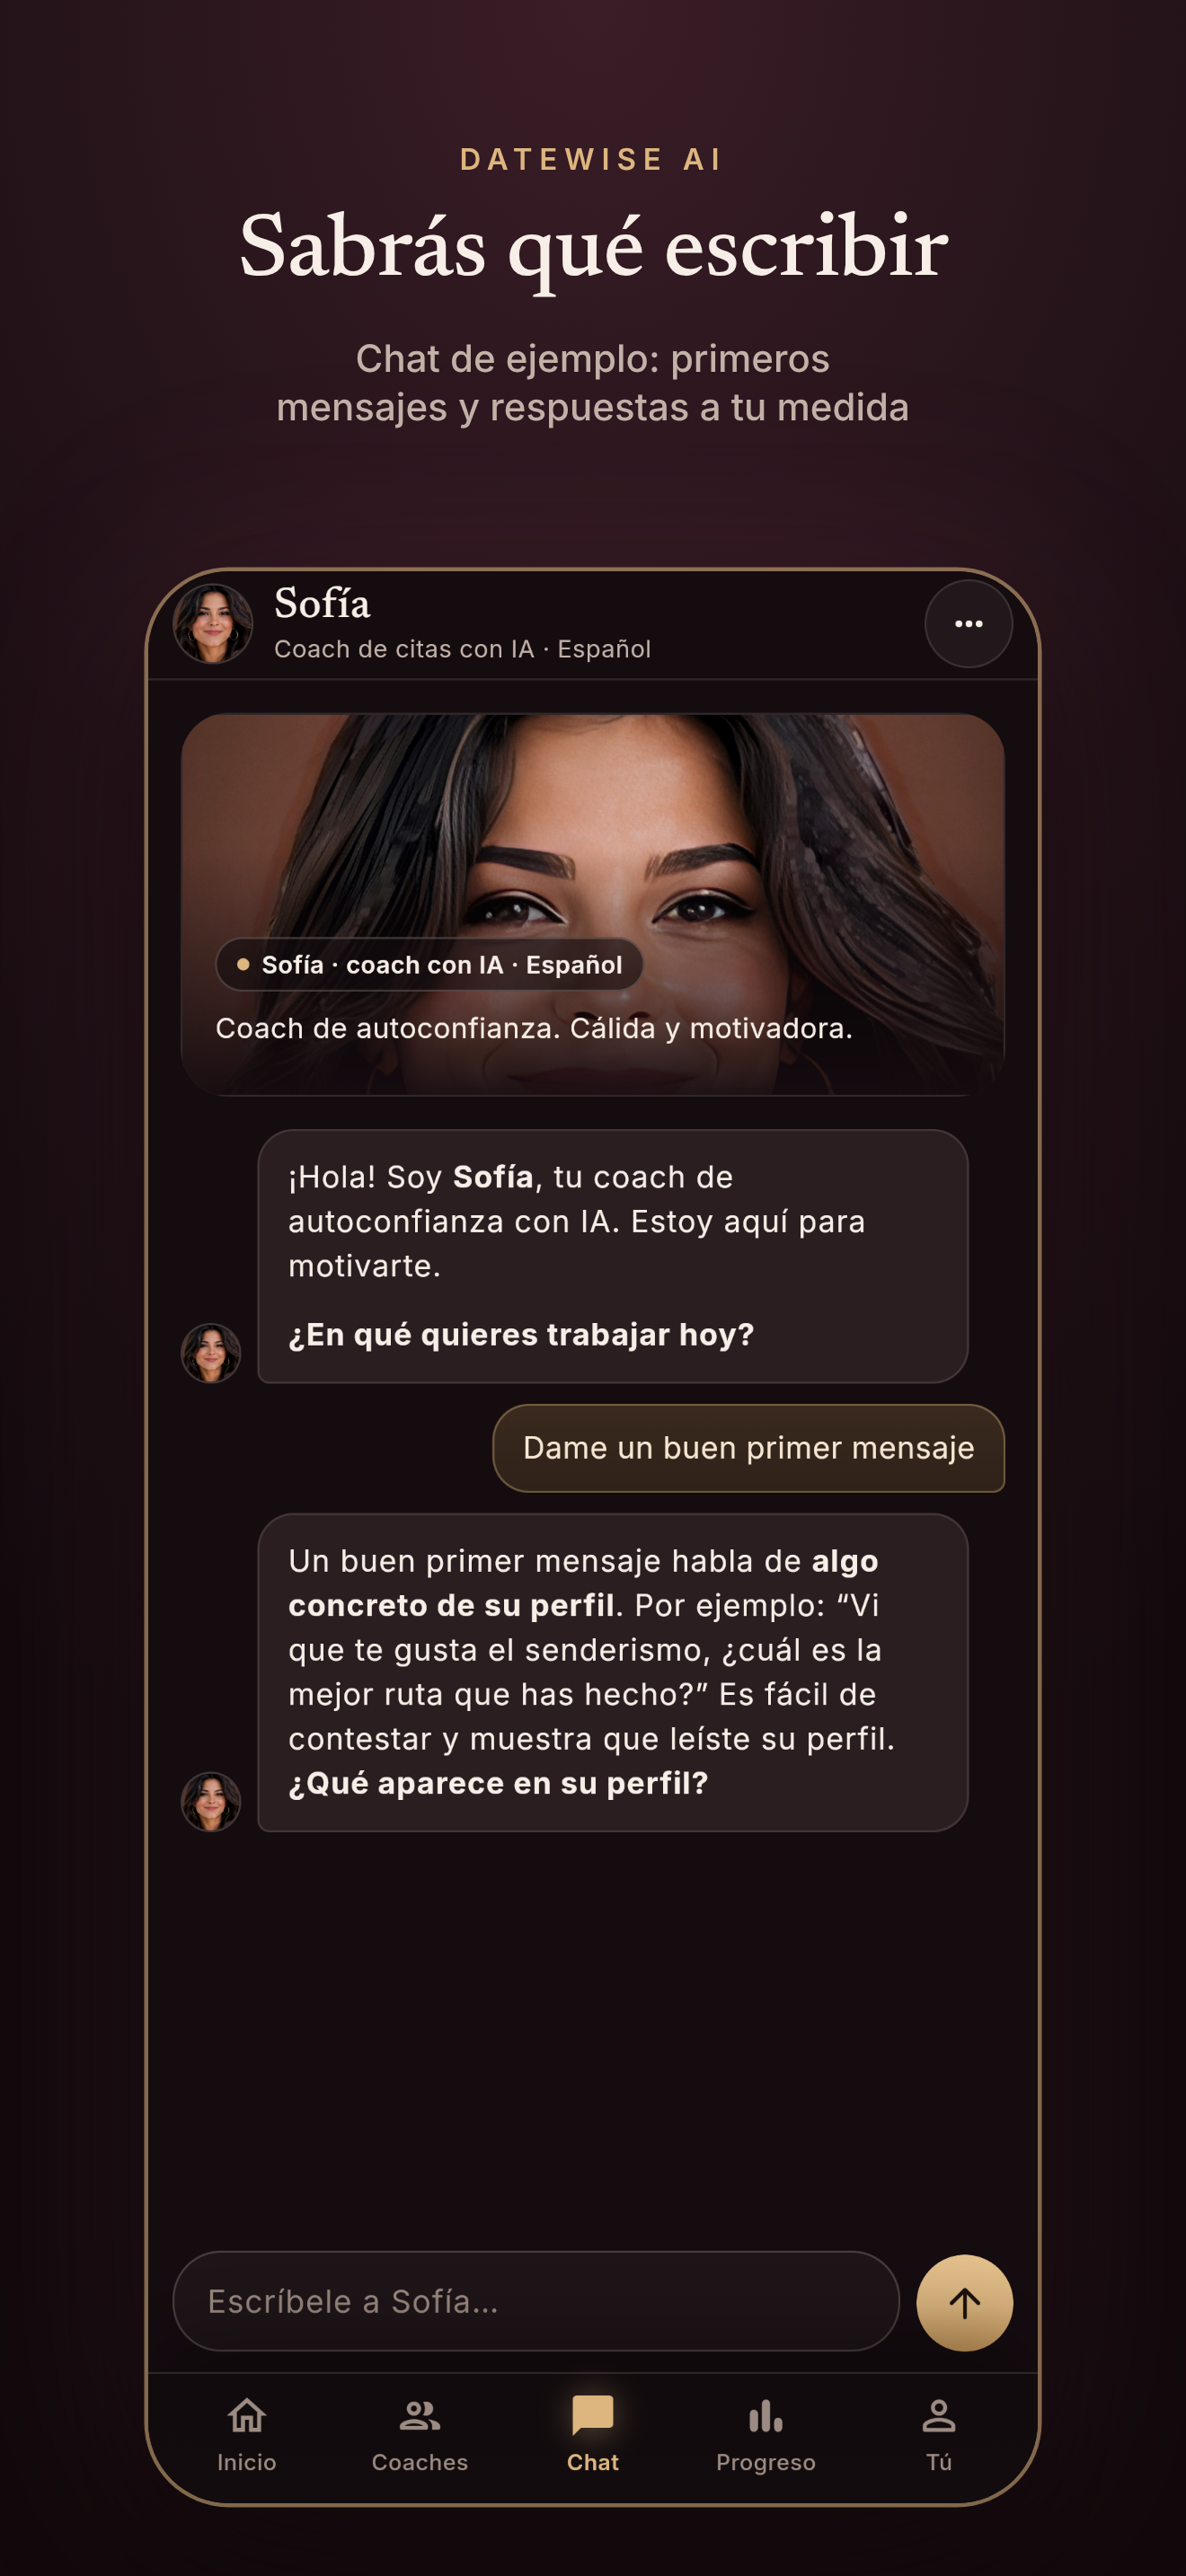 DATEWISE AI
Sabrás qué escribir
Chat de ejemplo: primeros
mensajes y respuestas a tu medida
Sofía
Coach de citas con IA · Español
Sofía · coach con IA · Español
Coach de autoconfianza. Cálida y motivadora.
¡Hola! Soy Sofía, tu coach de
autoconfianza con IA. Estoy aquí para
motivarte.
¿En qué quieres trabajar hoy?
Dame un buen primer mensaje
Un buen primer mensaje habla de algo
concreto de su perfil. Por ejemplo: “Vi
que te gusta el senderismo, ¿cuál es la
mejor ruta que has hecho?” Es fácil de
contestar y muestra que leíste su perfil.
¿Qué aparece en su perfil?
Escríbele a Sofía...
Inicio
Coaches
Chat
Progreso
Tú